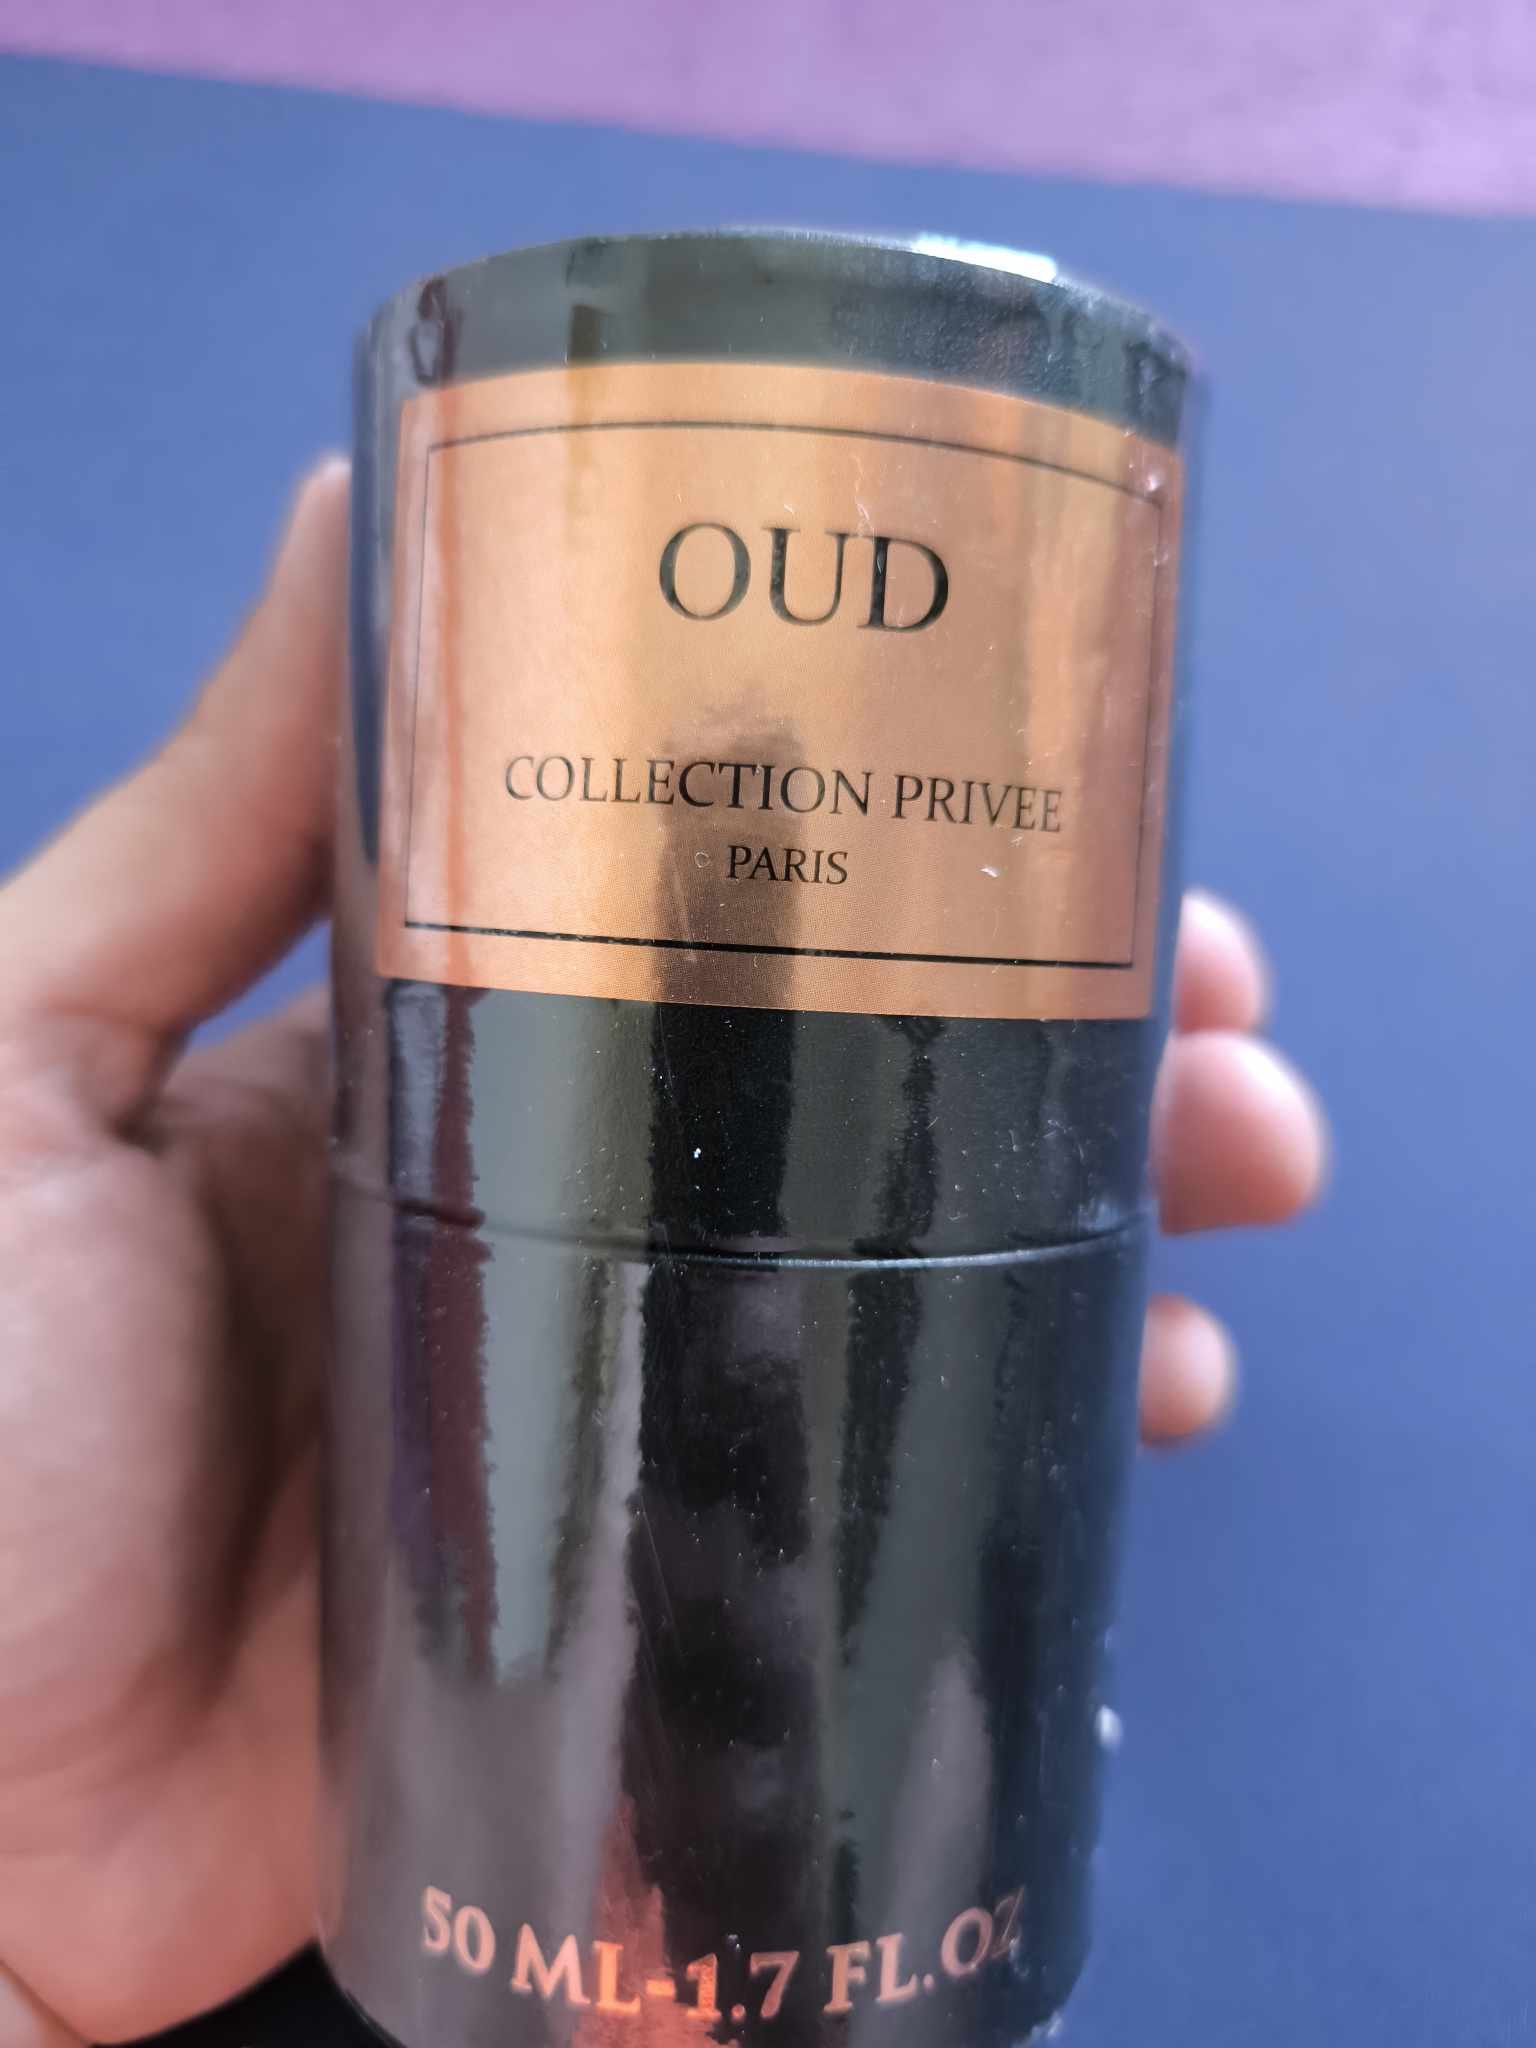 OUD
COLLECTION PRIVEE
PARIS
50 ML-1.7 FL.OZ